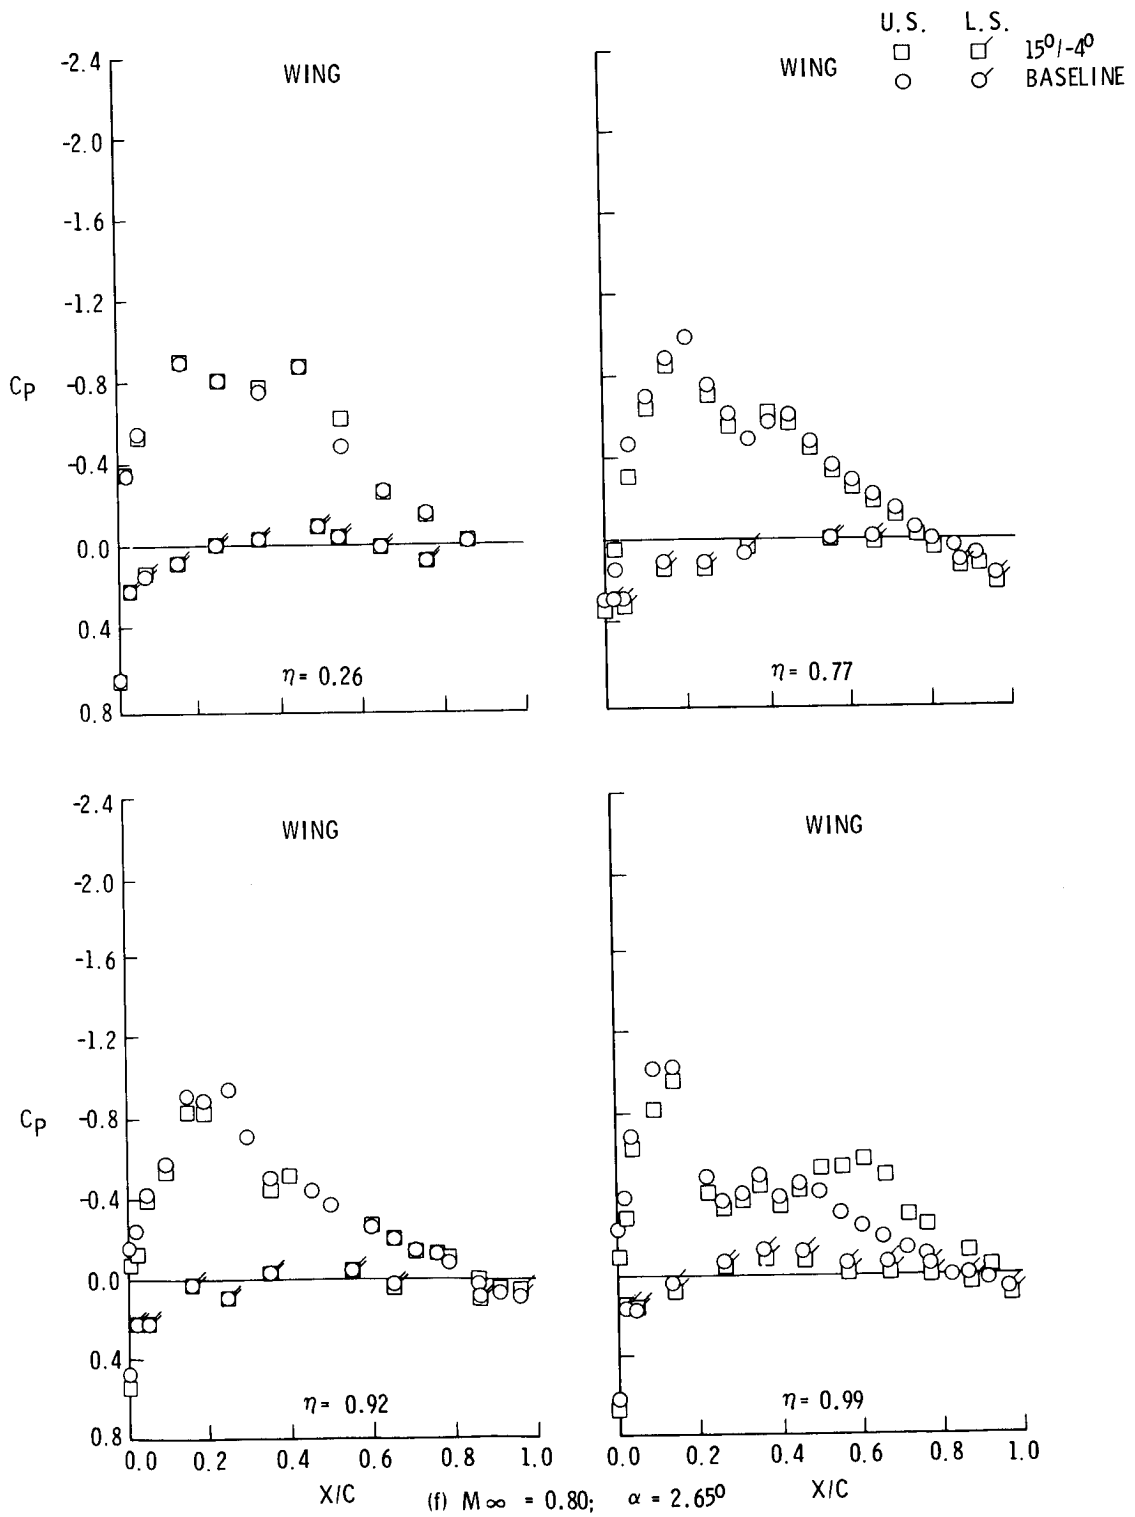 U.S. L.S.
15⁰/-4⁰
BASELINE
WING
-2.4
-2.0
-1.6
-1.2
-0.8
-0.4
0.0
0.4
0.8
CP
η = 0.26
WING
η = 0.77
WING
-2.4
-2.0
-1.6
-1.2
-0.8
-0.4
0.0
0.4
0.8
CP
η = 0.92
0.0 0.2 0.4 0.6 0.8 1.0
X/C
WING
η = 0.99
0.0 0.2 0.4 0.6 0.8 1.0
X/C
(f) M∞ = 0.80; α = 2.65⁰